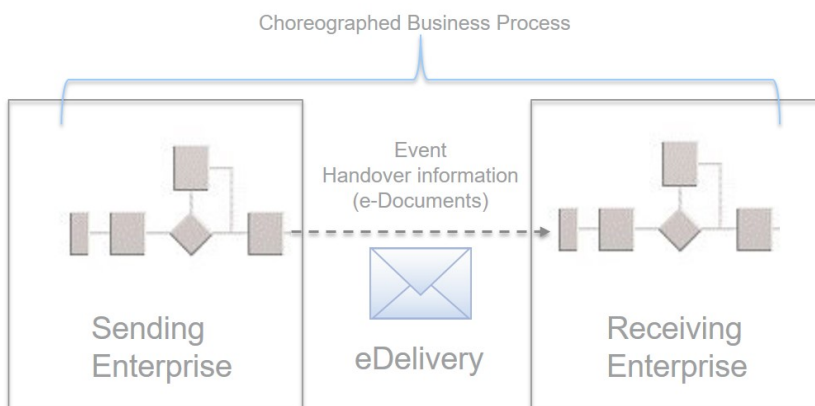 Choreographed Business Process
Event
Handover information
(e-Documents)
Sending
Enterprise
eDelivery
Receiving
Enterprise